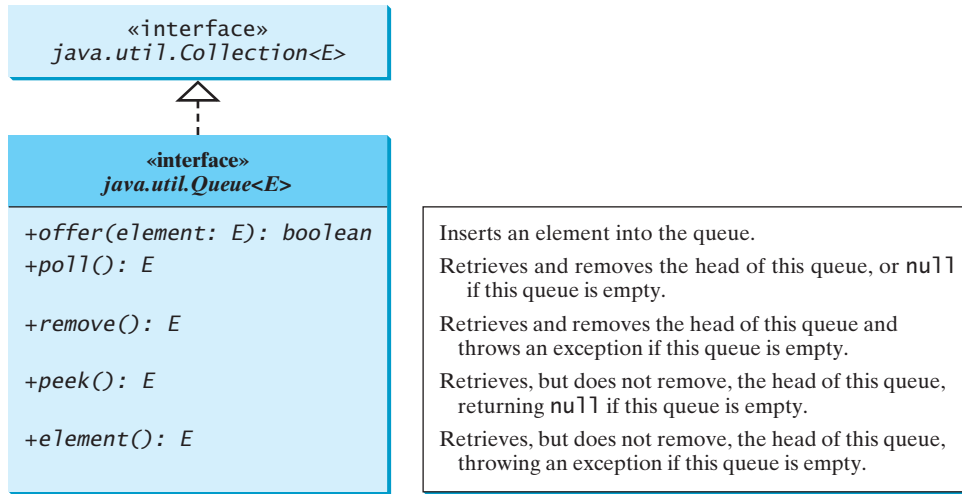 «interface»
java.util.Collection<E>
«interface»
java.util.Queue<E>
+offer(element: E): boolean
Inserts an element into the queue.
+poll(): E
Retrieves and removes the head of this queue, or null
if this queue is empty.
+remove(): E
Retrieves and removes the head of this queue and
throws an exception if this queue is empty.
+peek(): E
Retrieves, but does not remove, the head of this queue,
returning null if this queue is empty.
+element(): E
Retrieves, but does not remove, the head of this queue,
throwing an exception if this queue is empty.